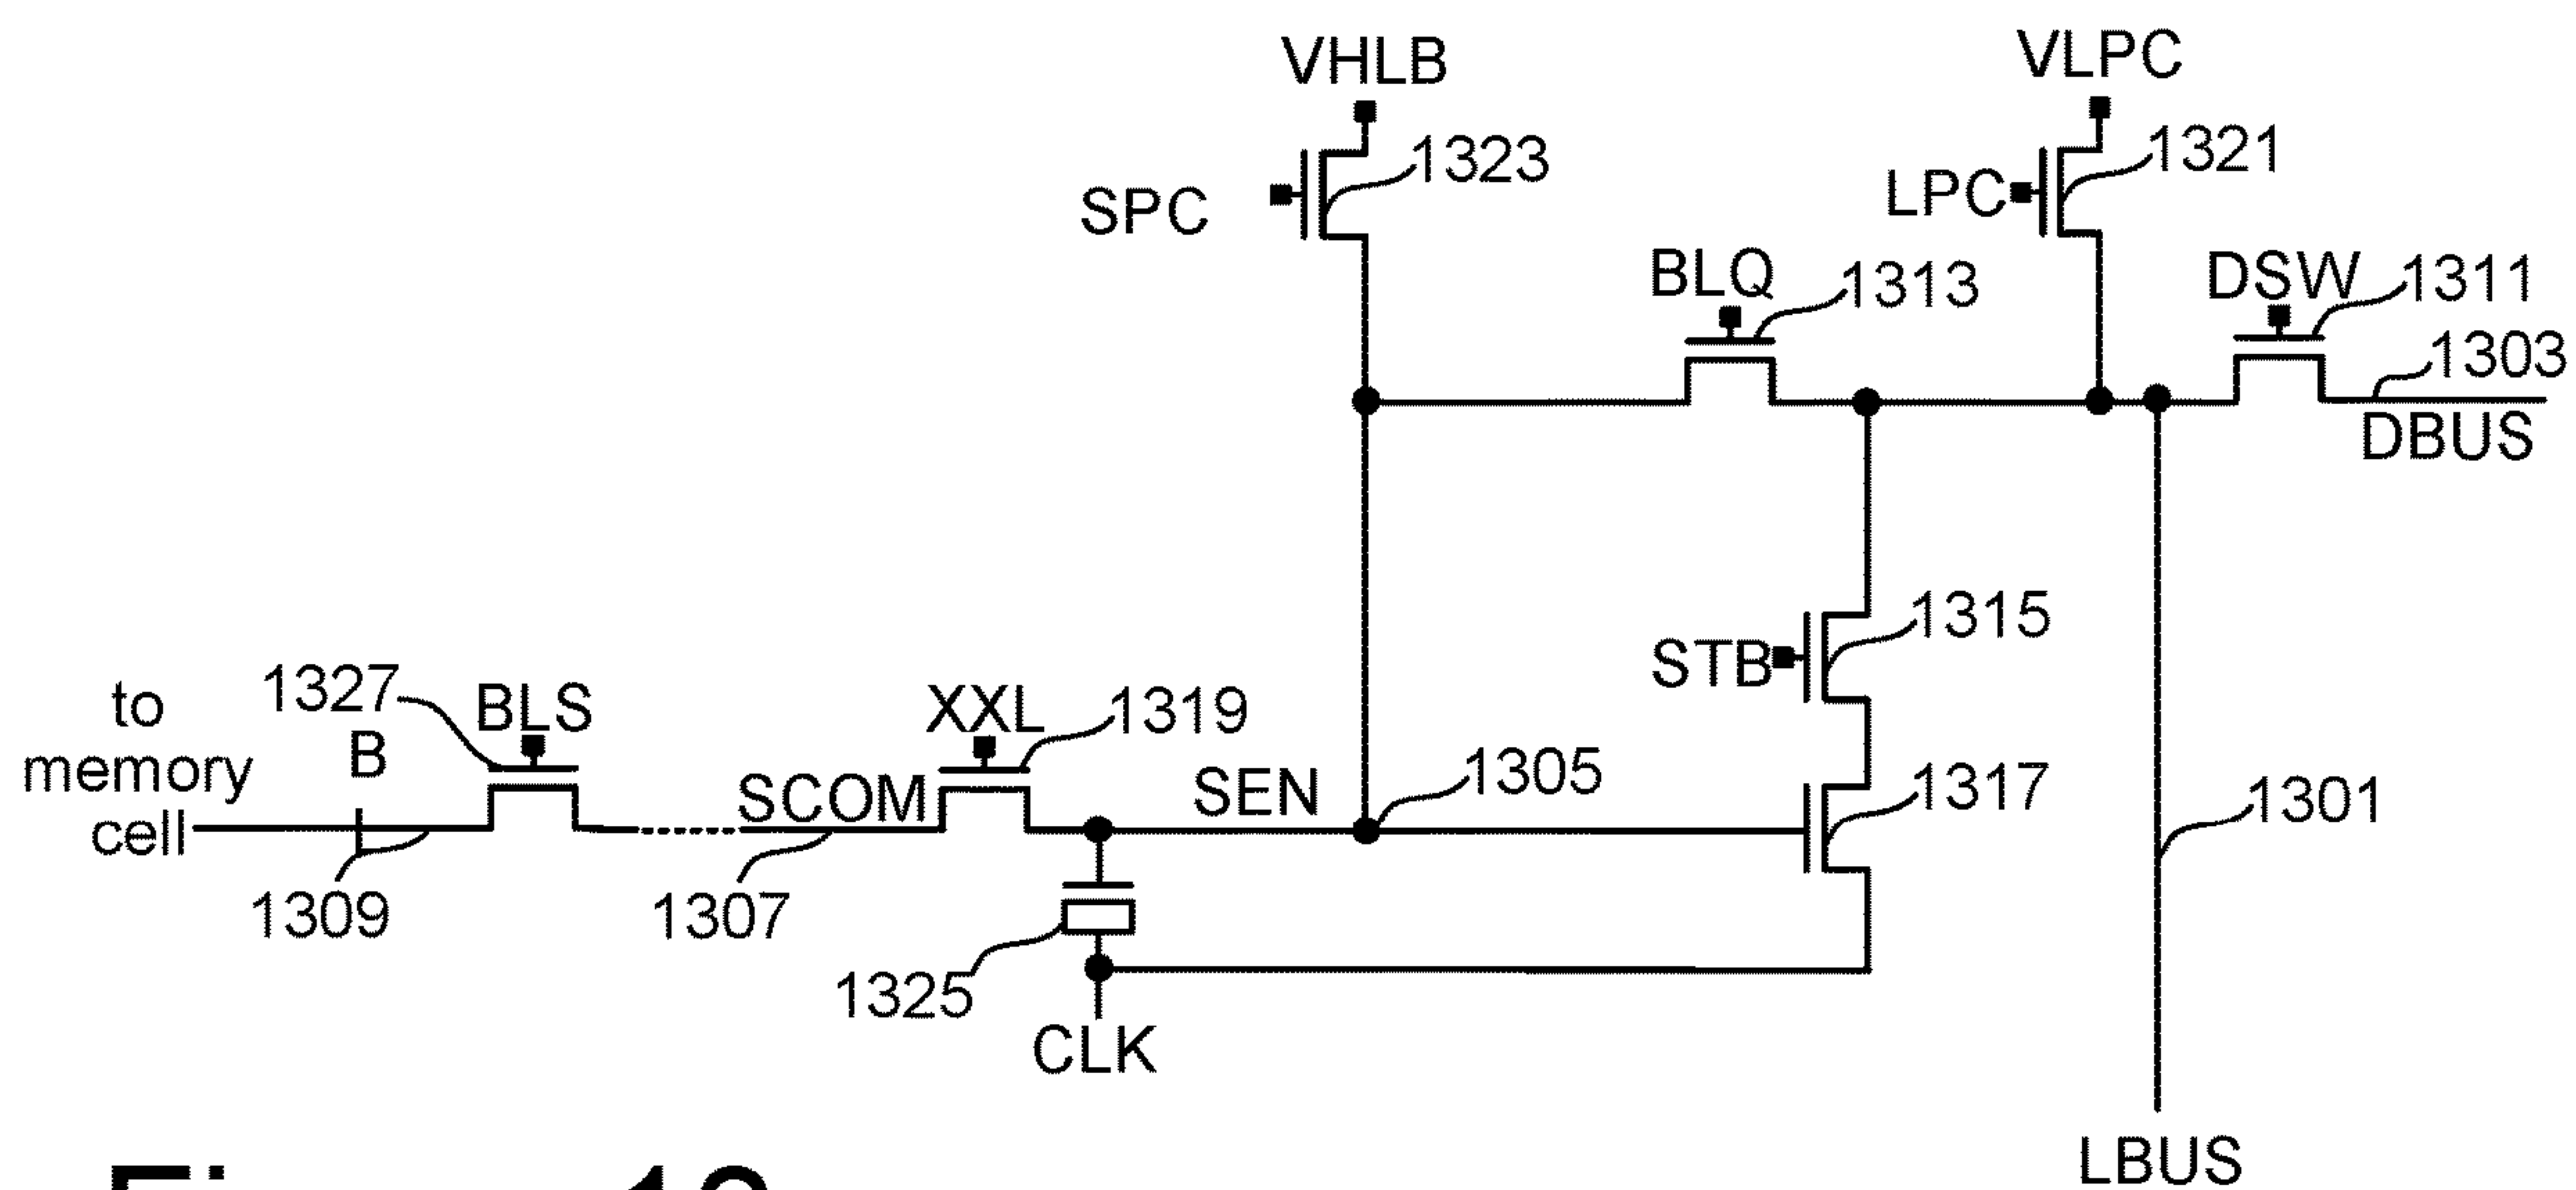 VHLB
VLPC
1323
1321
SPC
LPC
BLQ
1313
DSW
1311
1303
DBUS
1315
STB
1327
BLS
XXL
1319
to
memory
cell
B
SCOM
SEN
1305
1317
1301
1309
1307
1325
CLK
LBUS